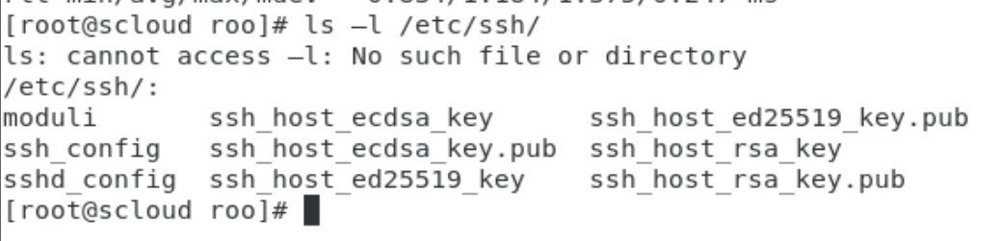 [root@scloud roo]# ls –l /etc/ssh/
ls: cannot access –l: No such file or directory
/etc/ssh/:
moduli ssh_host_ecdsa_key ssh_host_ed25519_key.pub
ssh_config ssh_host_ecdsa_key.pub ssh_host_rsa_key
sshd_config ssh_host_ed25519_key ssh_host_rsa_key.pub
[root@scloud roo]#